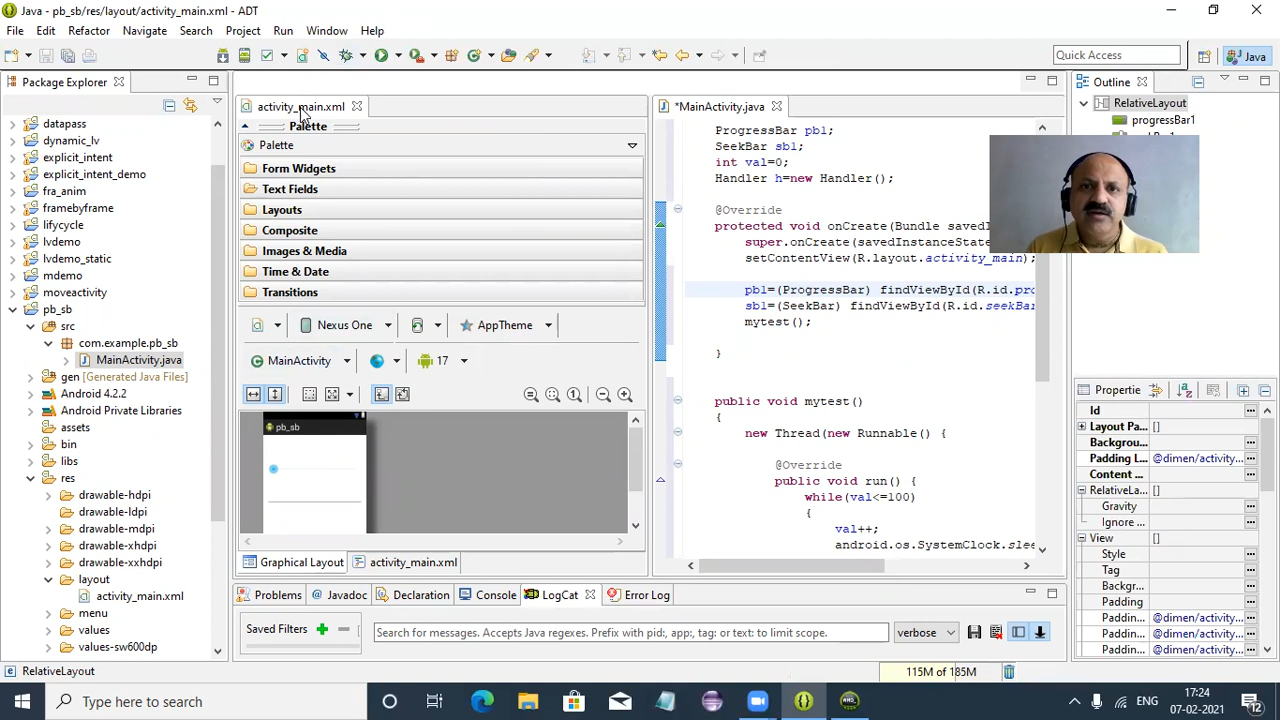 Java - pb_sb/res/layout/activity_main.xml - ADT
File Edit Refactor Navigate Search Project Run Window Help
Quick Access
Java
Package Explorer
datapass
dynamic_lv
explicit_intent
explicit_intent_demo
fra_anim
framebyframe
lifycycle
lvdemo
lvdemo_static
mdemo
moveactivity
pb_sb
src
com.example.pb_sb
MainActivity.java
gen [Generated Java Files]
Android 4.2.2
Android Private Libraries
assets
bin
libs
res
drawable-hdpi
drawable-ldpi
drawable-mdpi
drawable-xhdpi
drawable-xxhdpi
layout
activity_main.xml
menu
values
values-sw600dp
activity_main.xml
Palette
Palette
Form Widgets
Text Fields
Layouts
Composite
Images & Media
Time & Date
Transitions
Nexus One
AppTheme
MainActivity
17
pb_sb
Graphical Layout
activity_main.xml
*MainActivity.java
ProgressBar pb1;
SeekBar sb1;
int val=0;
Handler h=new Handler();
@Override
protected void onCreate(Bundle savedIns
super.onCreate(savedInstanceState
setContentView(R.layout.activity_main);
pb1=(ProgressBar) findViewById(R.id.pro
sb1=(SeekBar) findViewById(R.id.seekBar
mytest();
}
public void mytest()
{
new Thread(new Runnable() {
@Override
public void run() {
while(val<=100)
{
val++;
android.os.SystemClock.slee
Outline
RelativeLayout
progressBar1
Propertie
Id
Layout Pa... []
Backgrou...
Padding L... @dimen/activity...
Content ...
RelativeLa... []
Gravity
Ignore ...
View []
Style
Tag
Backgr...
Padding
Paddin... @dimen/activity...
Paddin... @dimen/activity...
Paddin... @dimen/activity...
Problems
Javadoc
Declaration
Console
LogCat
Error Log
Saved Filters
Search for messages. Accepts Java regexes. Prefix with pid:, app:, tag: or text: to limit scope.
verbose
RelativeLayout
115M of 185M
Type here to search
17:24
07-02-2021
12